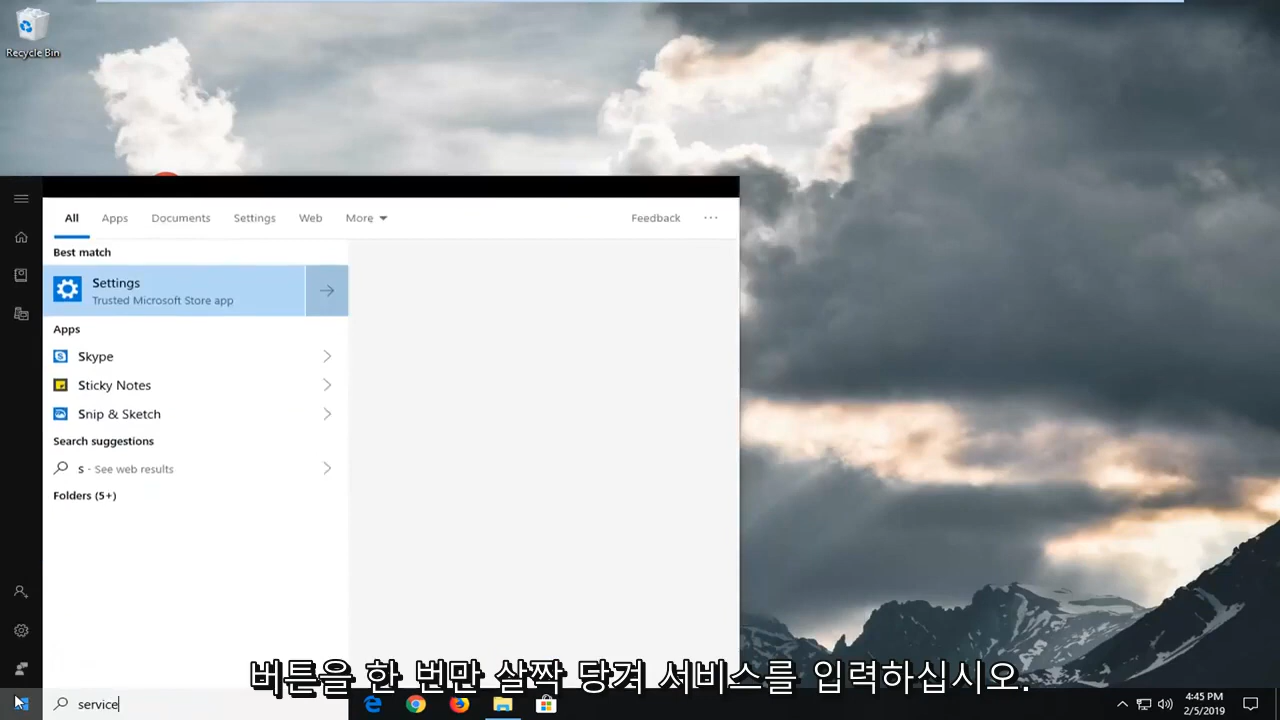 Recycle Bin
All
Apps
Documents
Settings
Web
More
Feedback
Best match
Settings
Trusted Microsoft Store app
Apps
Skype
Sticky Notes
Snip & Sketch
Search suggestions
s - See web results
Folders (5+)
버튼을 한 번만 살짝 당겨 서비스를 입력하십시오.
service
4:45 PM
2/5/2019